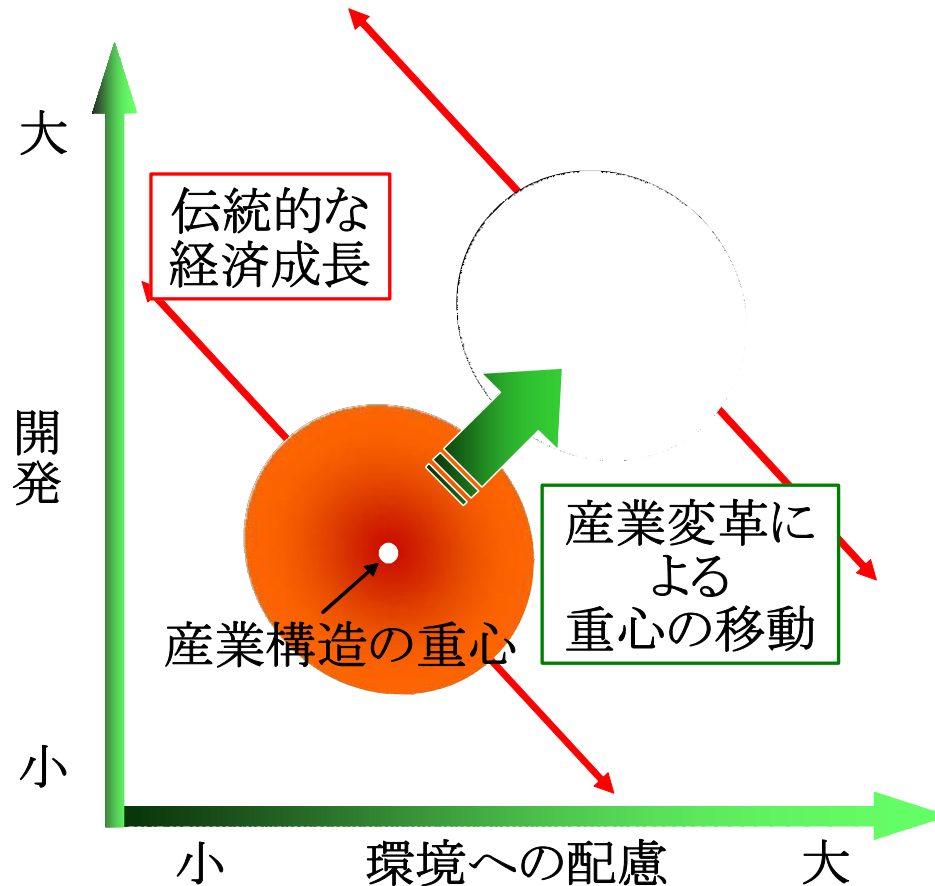 大
伝統的な
経済成長
開
発
産業変革に
よる
重心の移動
産業構造の重心
小
小
環境への配慮
大